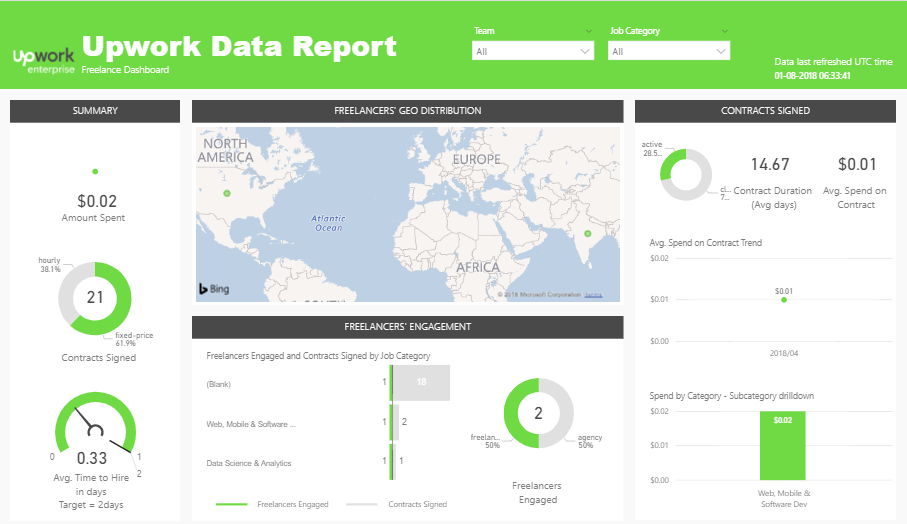 Upwork
enterprise
Upwork Data Report
Freelance Dashboard
Team
All
Job Category
All
Data last refreshed UTC time
01-08-2018 06:33:41
SUMMARY
$0.02
Amount Spent
hourly
38.1%
21
fixed-price
61.9%
Contracts Signed
0
1
2
0.33
Avg. Time to Hire
in days
Target = 2days
FREELANCERS' GEO DISTRIBUTION
NORTH
AMERICA
EUROPE
Atlantic
Ocean
AFRICA
Bing
© 2018 Microsoft Corporation Terms
FREELANCERS' ENGAGEMENT
Freelancers Engaged and Contracts Signed by Job Category
(Blank)
1
18
Web, Mobile & Software ...
1
2
Data Science & Analytics
1
1
Freelancers Engaged
Contracts Signed
2
freelan...
50%
agency
50%
Freelancers
Engaged
CONTRACTS SIGNED
active
28.5...
cl...
7...
14.67
Contract Duration
(Avg days)
$0.01
Avg. Spend on
Contract
Avg. Spend on Contract Trend
$0.02
$0.01
$0.00
$0.01
2018/04
Spend by Category - Subcategory drilldown
$0.02
$0.01
$0.00
$0.02
Web, Mobile &
Software Dev